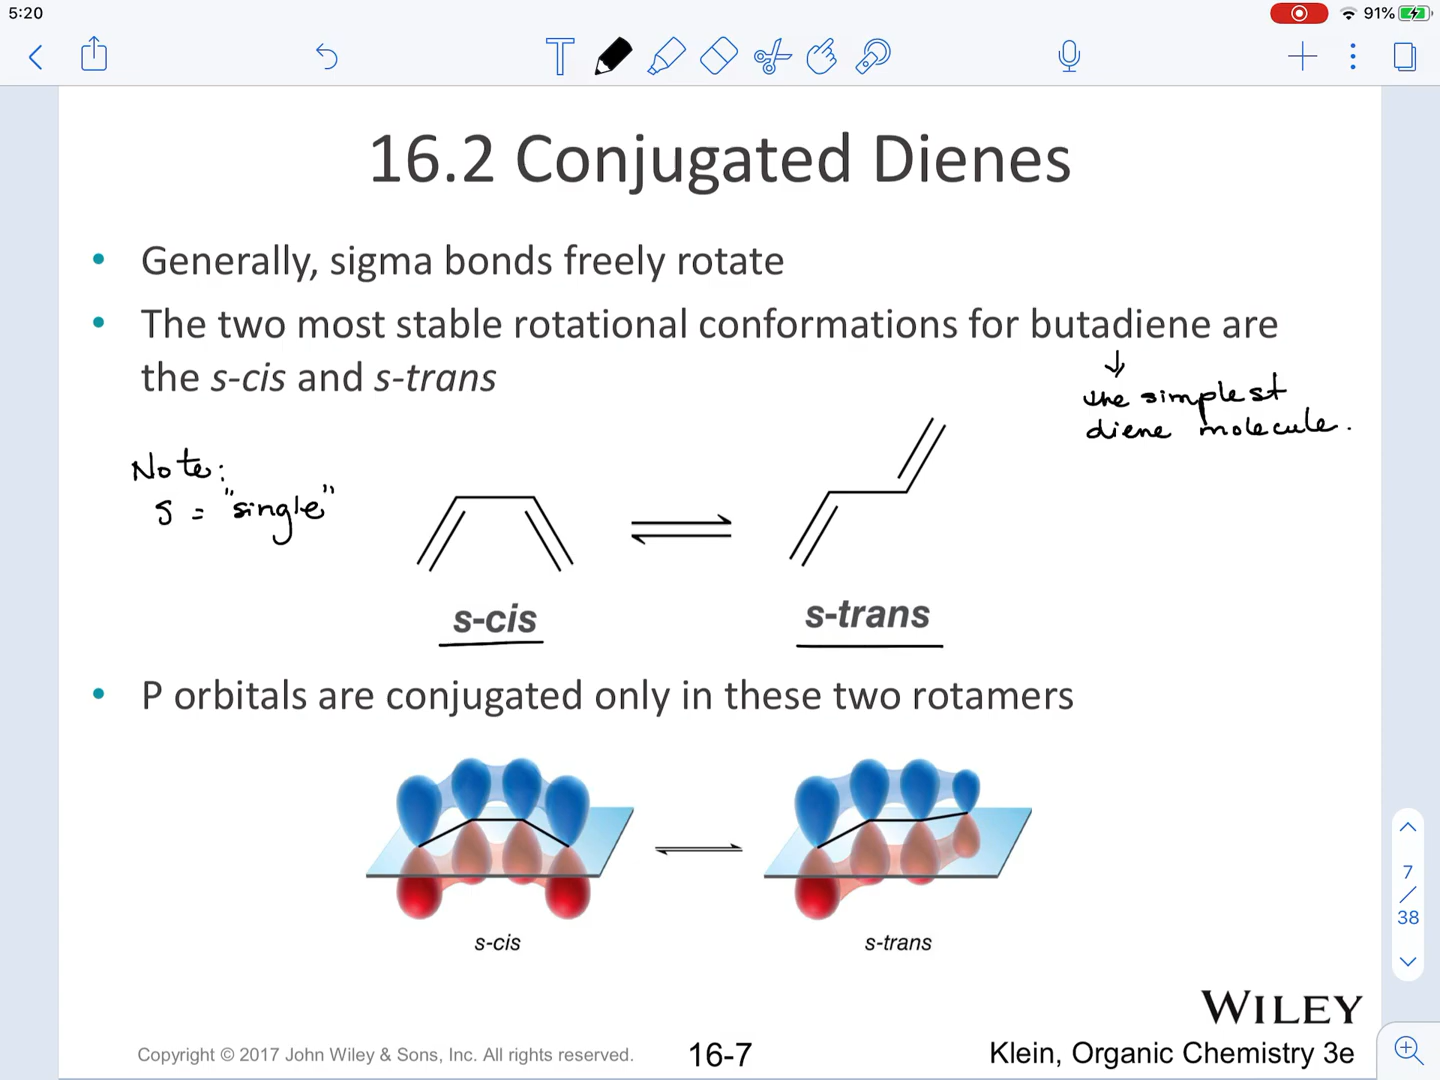 5:20
91%
16.2 Conjugated Dienes
• Generally, sigma bonds freely rotate
• The two most stable rotational conformations for butadiene are
the s-cis and s-trans
the simplest
diene molecule.
Note:
s = "single"
s-cis
s-trans
• P orbitals are conjugated only in these two rotamers
s-cis
s-trans
7
/
38
WILEY
Copyright © 2017 John Wiley & Sons, Inc. All rights reserved.
16-7
Klein, Organic Chemistry 3e